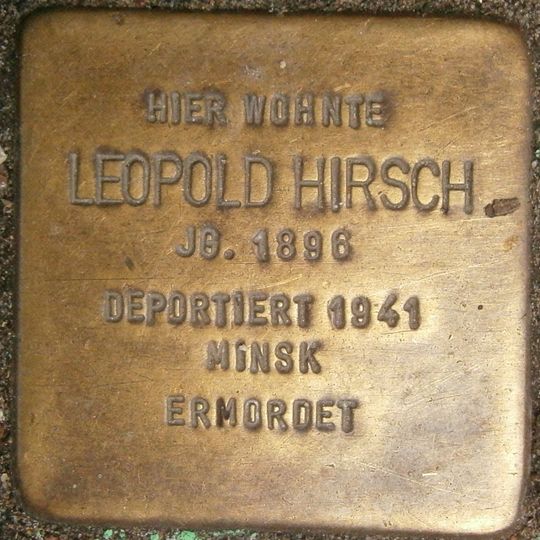 HIER WOHNTE
LEOPOLD HIRSCH
JG. 1896
DEPORTIERT 1941
MINSK
ERMORDET